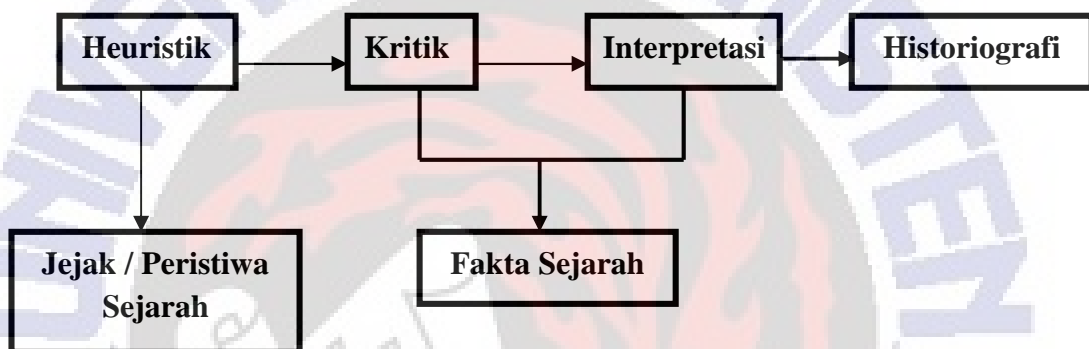 Heuristik
Kritik
Interpretasi
Historiografi
Jejak / Peristiwa
Sejarah
Fakta Sejarah